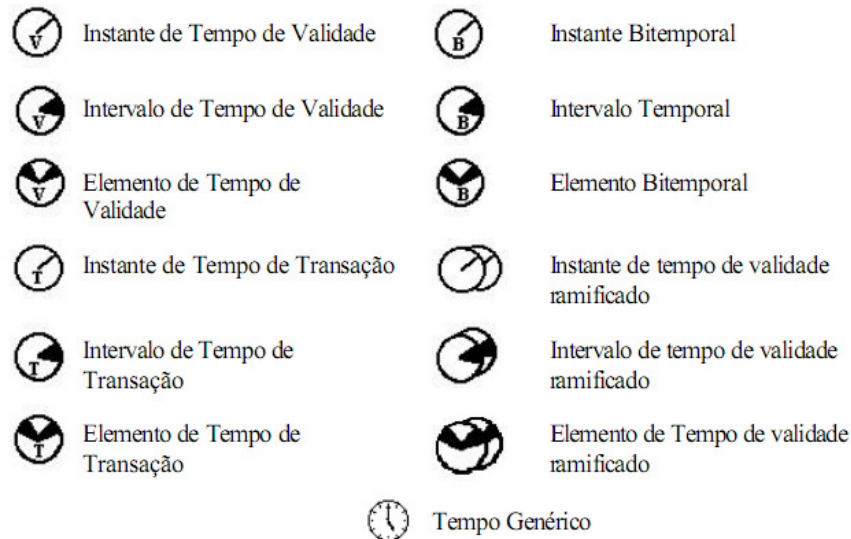 V Instante de Tempo de Validade
B Instante Bitemporal
V Intervalo de Tempo de Validade
B Intervalo Temporal
V Elemento de Tempo de
Validade
B Elemento Bitemporal
T Instante de Tempo de Transação
Instante de tempo de validade
ramificado
T Intervalo de Tempo de
Transação
Intervalo de tempo de validade
ramificado
T Elemento de Tempo de
Transação
Elemento de Tempo de validade
ramificado
Tempo Genérico